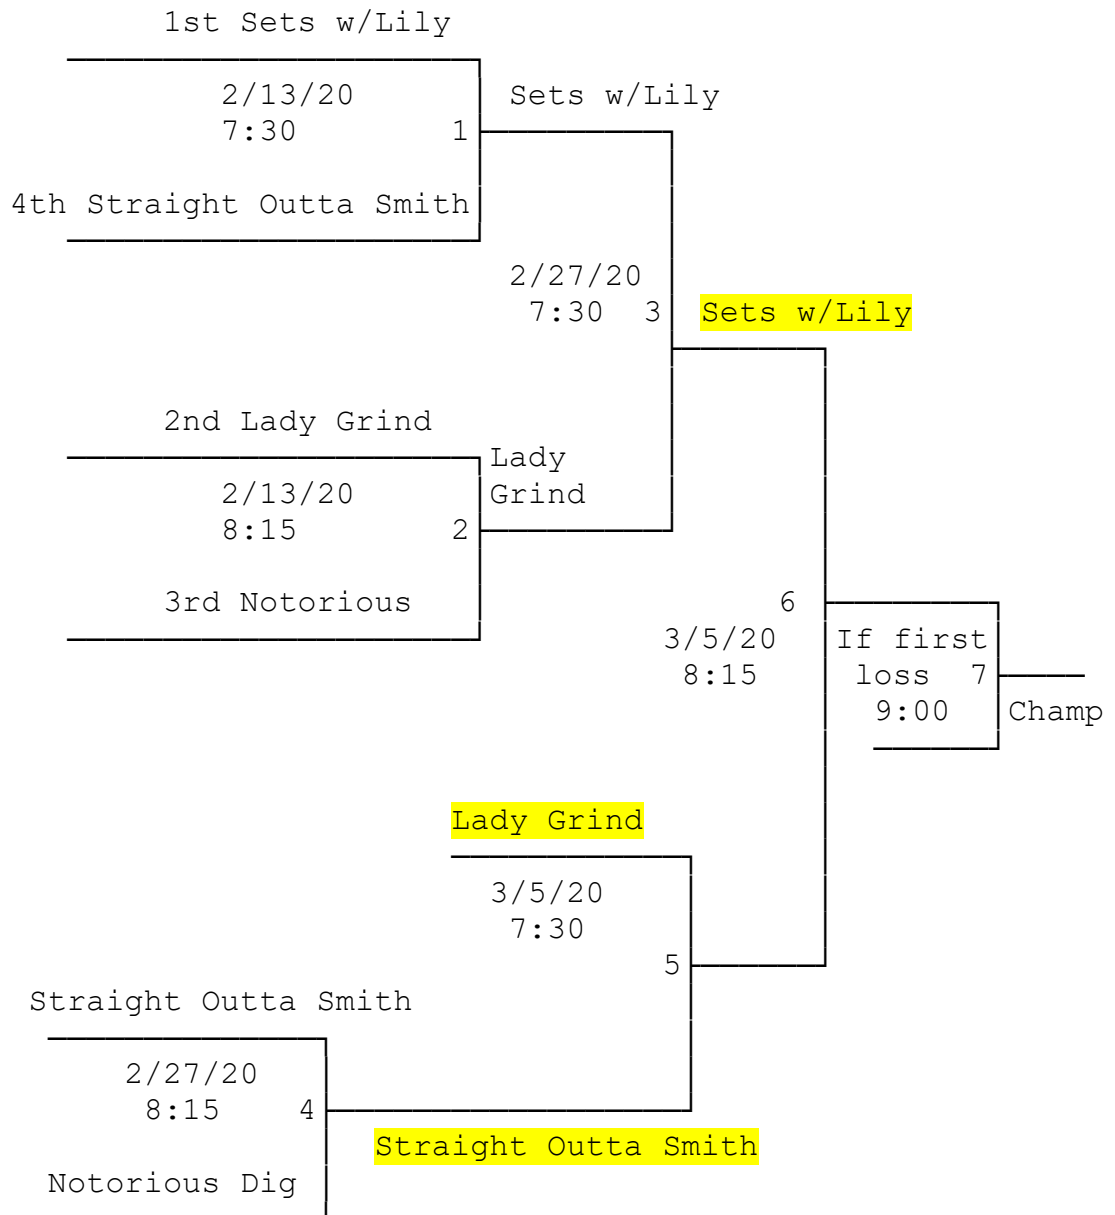 1st Sets w/Lily
2/13/20
7:30
1
Sets w/Lily
4th Straight Outta Smith
2/27/20
7:30
3
Sets w/Lily
2nd Lady Grind
2/13/20
8:15
2
Lady
Grind
3rd Notorious
6
3/5/20
8:15
If first
loss 7
9:00
Champ
Lady Grind
3/5/20
7:30
5
Straight Outta Smith
2/27/20
8:15
4
Straight Outta Smith
Notorious Dig